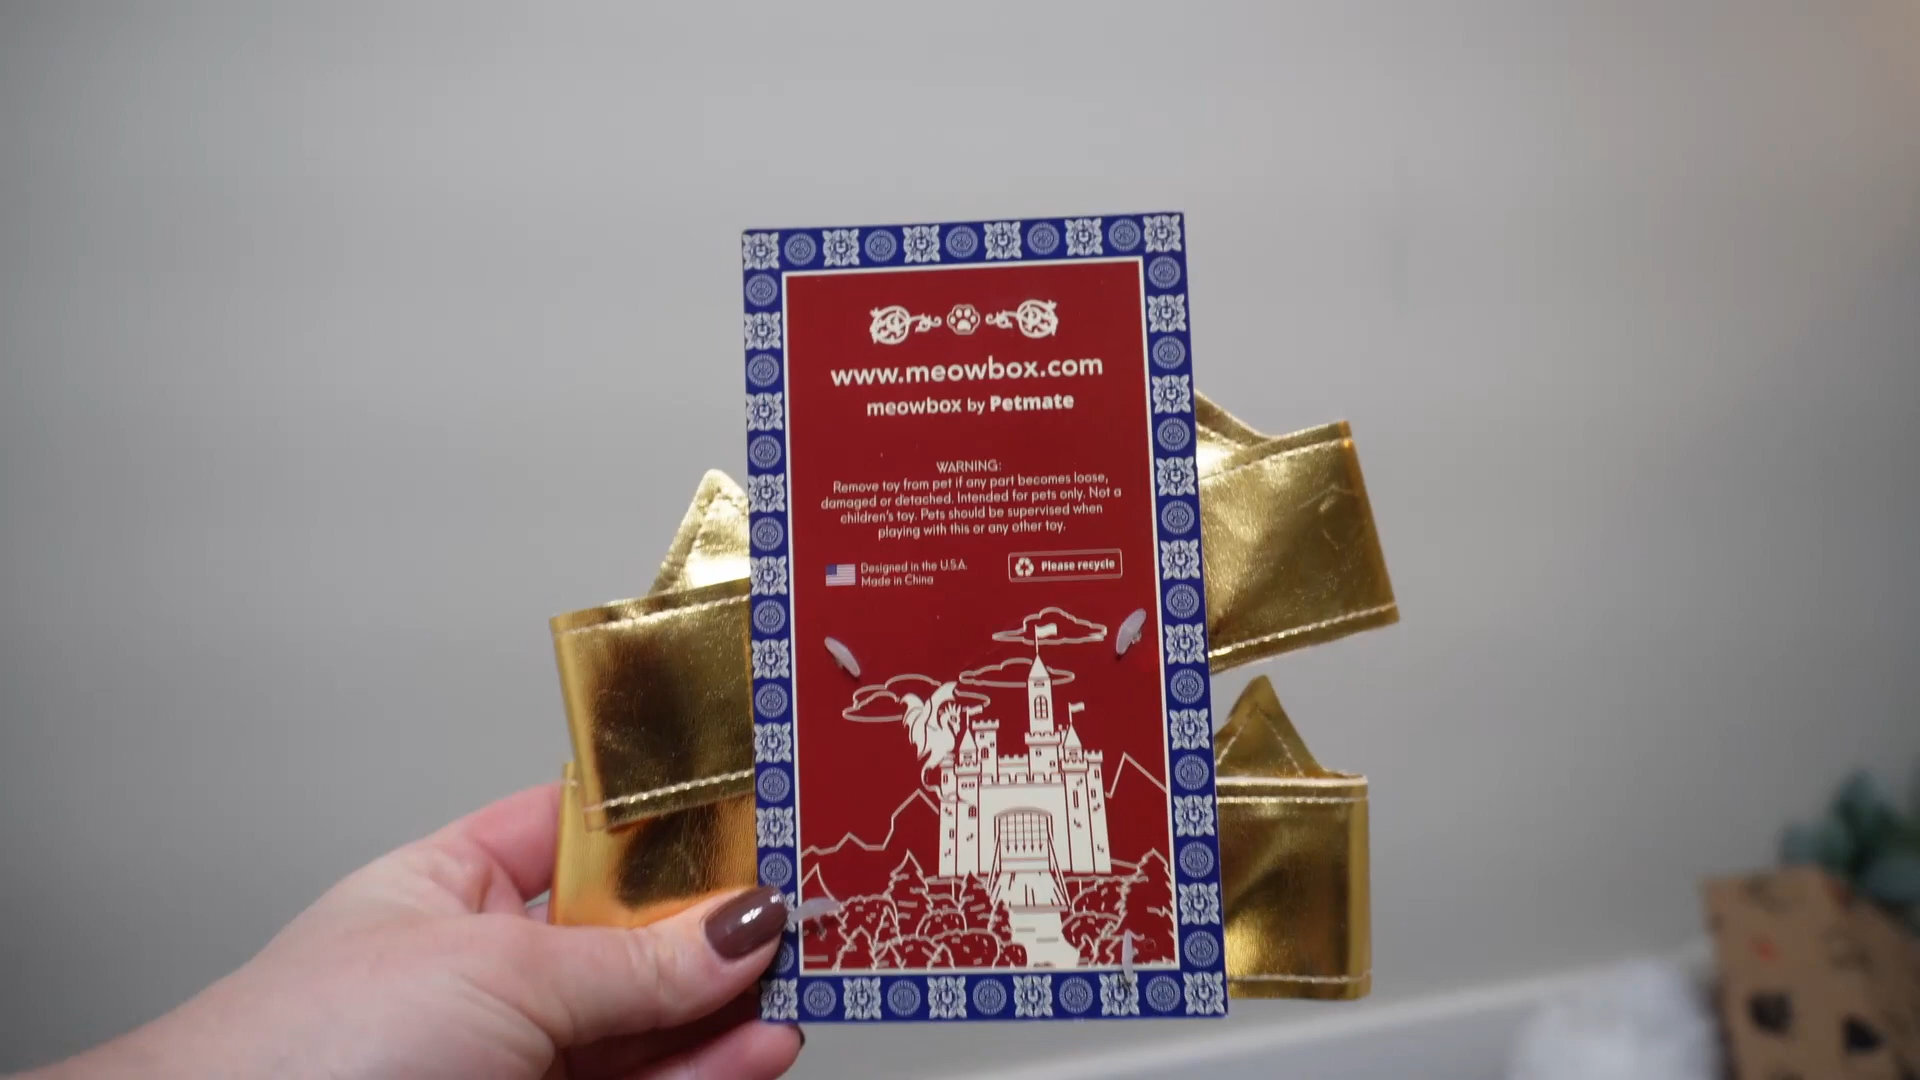 www.meowbox.com
meowbox by Petmate
WARNING:
Remove toy from pet if any part becomes loose,
damaged or detached. Intended for pets only. Not a
children's toy. Pets should be supervised when
playing with this or any other toy.
Designed in the U.S.A.
Made in China
Please recycle